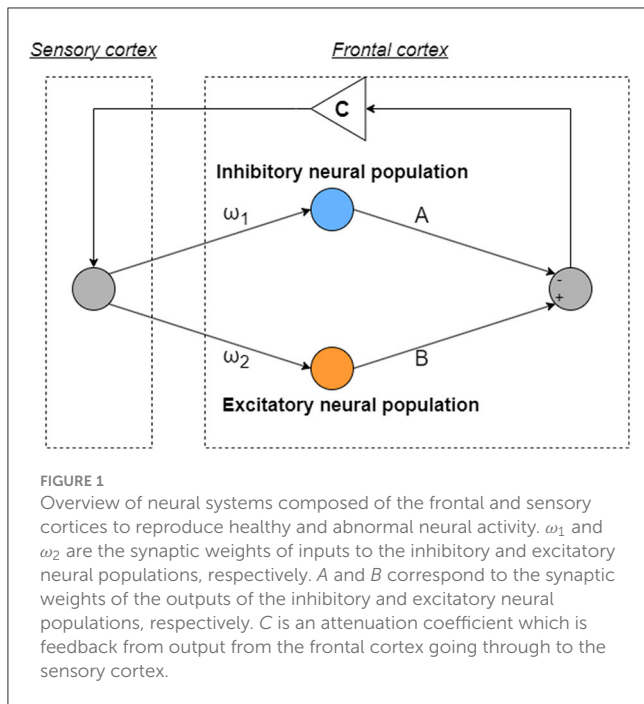 Sensory cortex
Frontal cortex
C
Inhibitory neural population
ω1
A
-
+
ω2
B
Excitatory neural population
FIGURE 1
Overview of neural systems composed of the frontal and sensory
cortices to reproduce healthy and abnormal neural activity. ω1 and
ω2 are the synaptic weights of inputs to the inhibitory and excitatory
neural populations, respectively. A and B correspond to the synaptic
weights of the outputs of the inhibitory and excitatory neural
populations, respectively. C is an attenuation coefficient which is
feedback from output from the frontal cortex going through to the
sensory cortex.